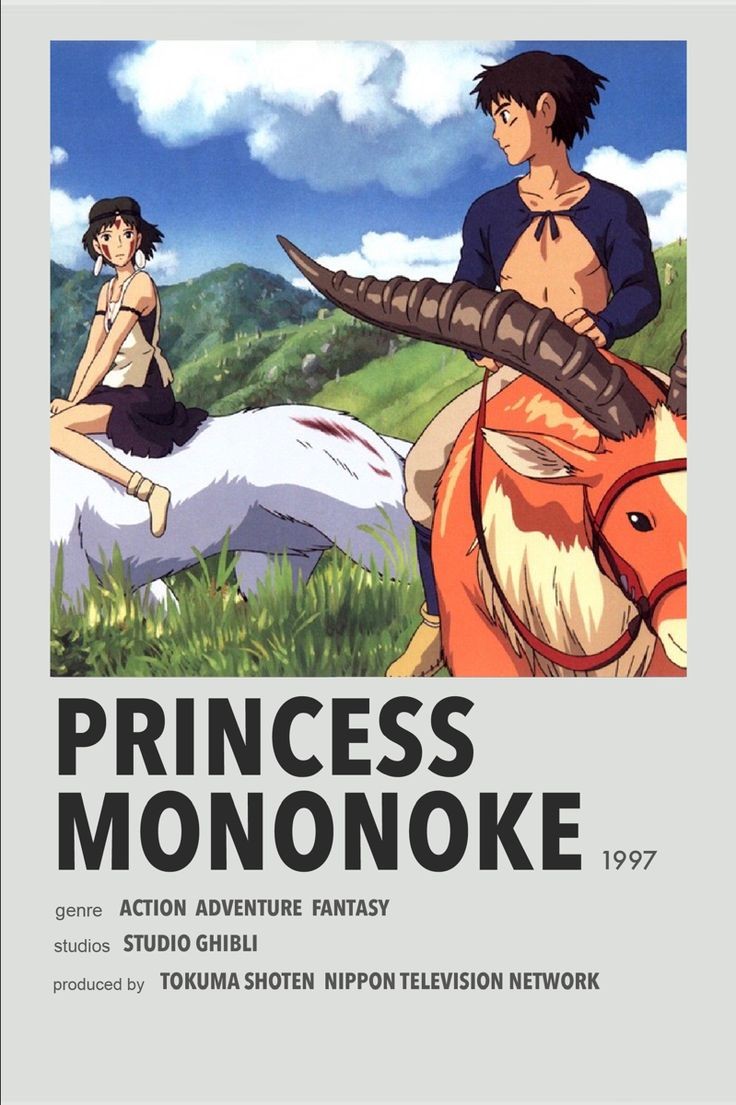 PRINCESS
MONONOKE 1997
genre ACTION ADVENTURE FANTASY
studios STUDIO GHIBLI
produced by TOKUMA SHOTEN NIPPON TELEVISION NETWORK